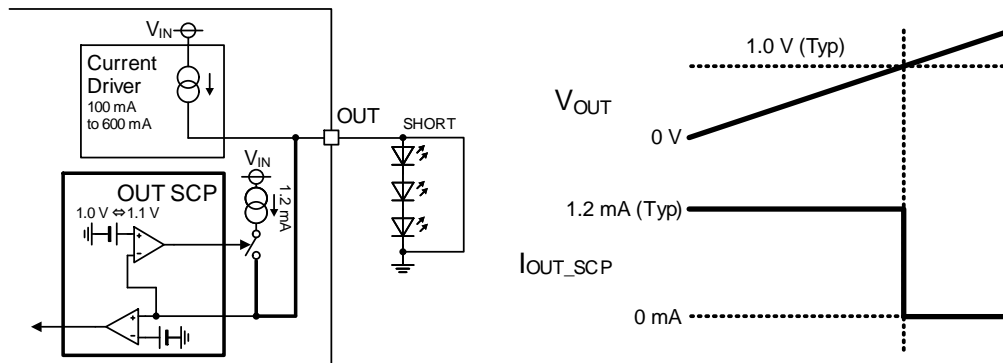 VIN
Current
Driver
100 mA
to 600 mA
OUT
SHORT
VIN
OUT SCP
1.0 V ⇔ 1.1 V
1.2 mA
+
-
+
-
1.0 V (Typ)
VOUT
0 V
1.2 mA (Typ)
IOUT_SCP
0 mA